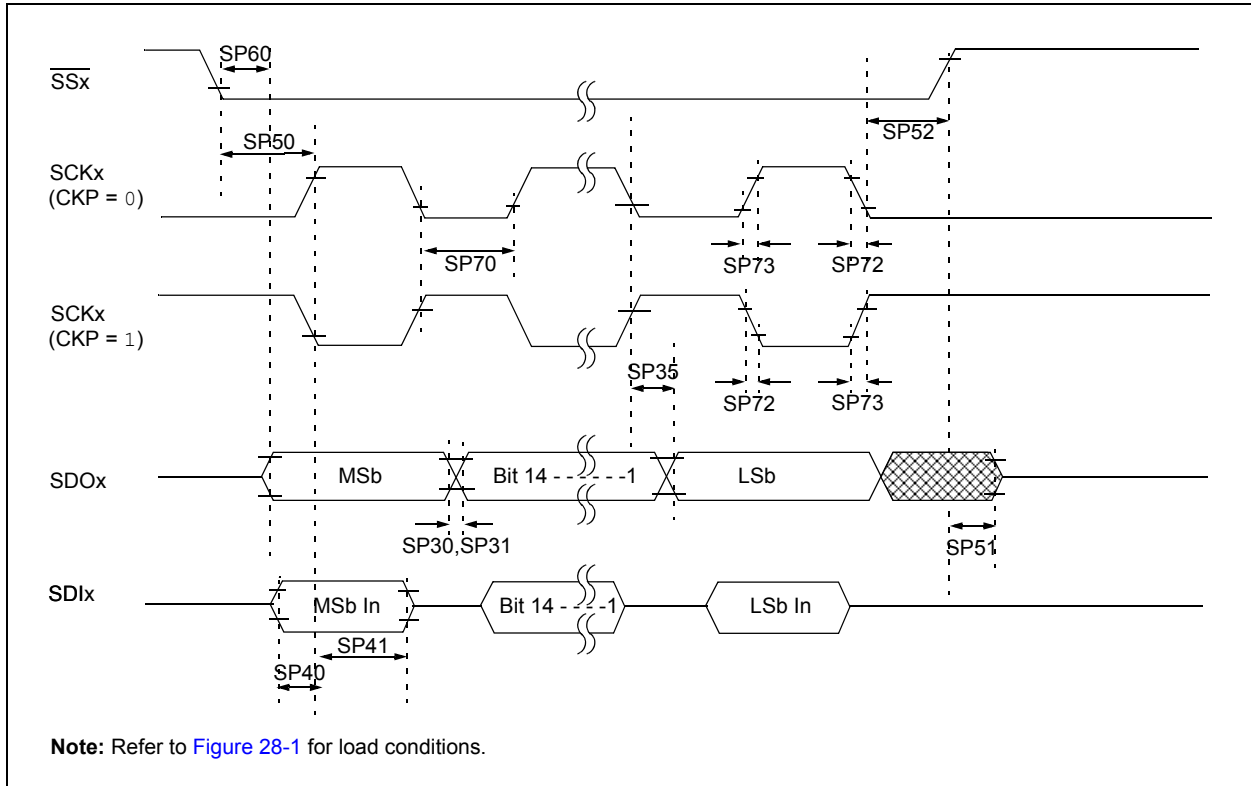 SP60
SSx
SP52
SP50
SCKx
(CKP = 0)
SP70
SP73
SP72
SCKx
(CKP = 1)
SP35
SP72
SP73
SDOx
MSb
Bit 14 - - - - - -1
LSb
SP30,SP31
SP51
SDIx
MSb In
Bit 14 - - - -1
LSb In
SP41
SP40
Note: Refer to Figure 28-1 for load conditions.